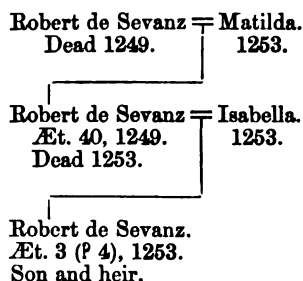 Robert de Sevanz = Matilda.
Dead 1249. 1253.
Robert de Sevanz = Isabella.
Æt. 40, 1249. 1253.
Dead 1253.
Robert de Sevanz.
Æt. 3 (? 4), 1253.
Son and heir.